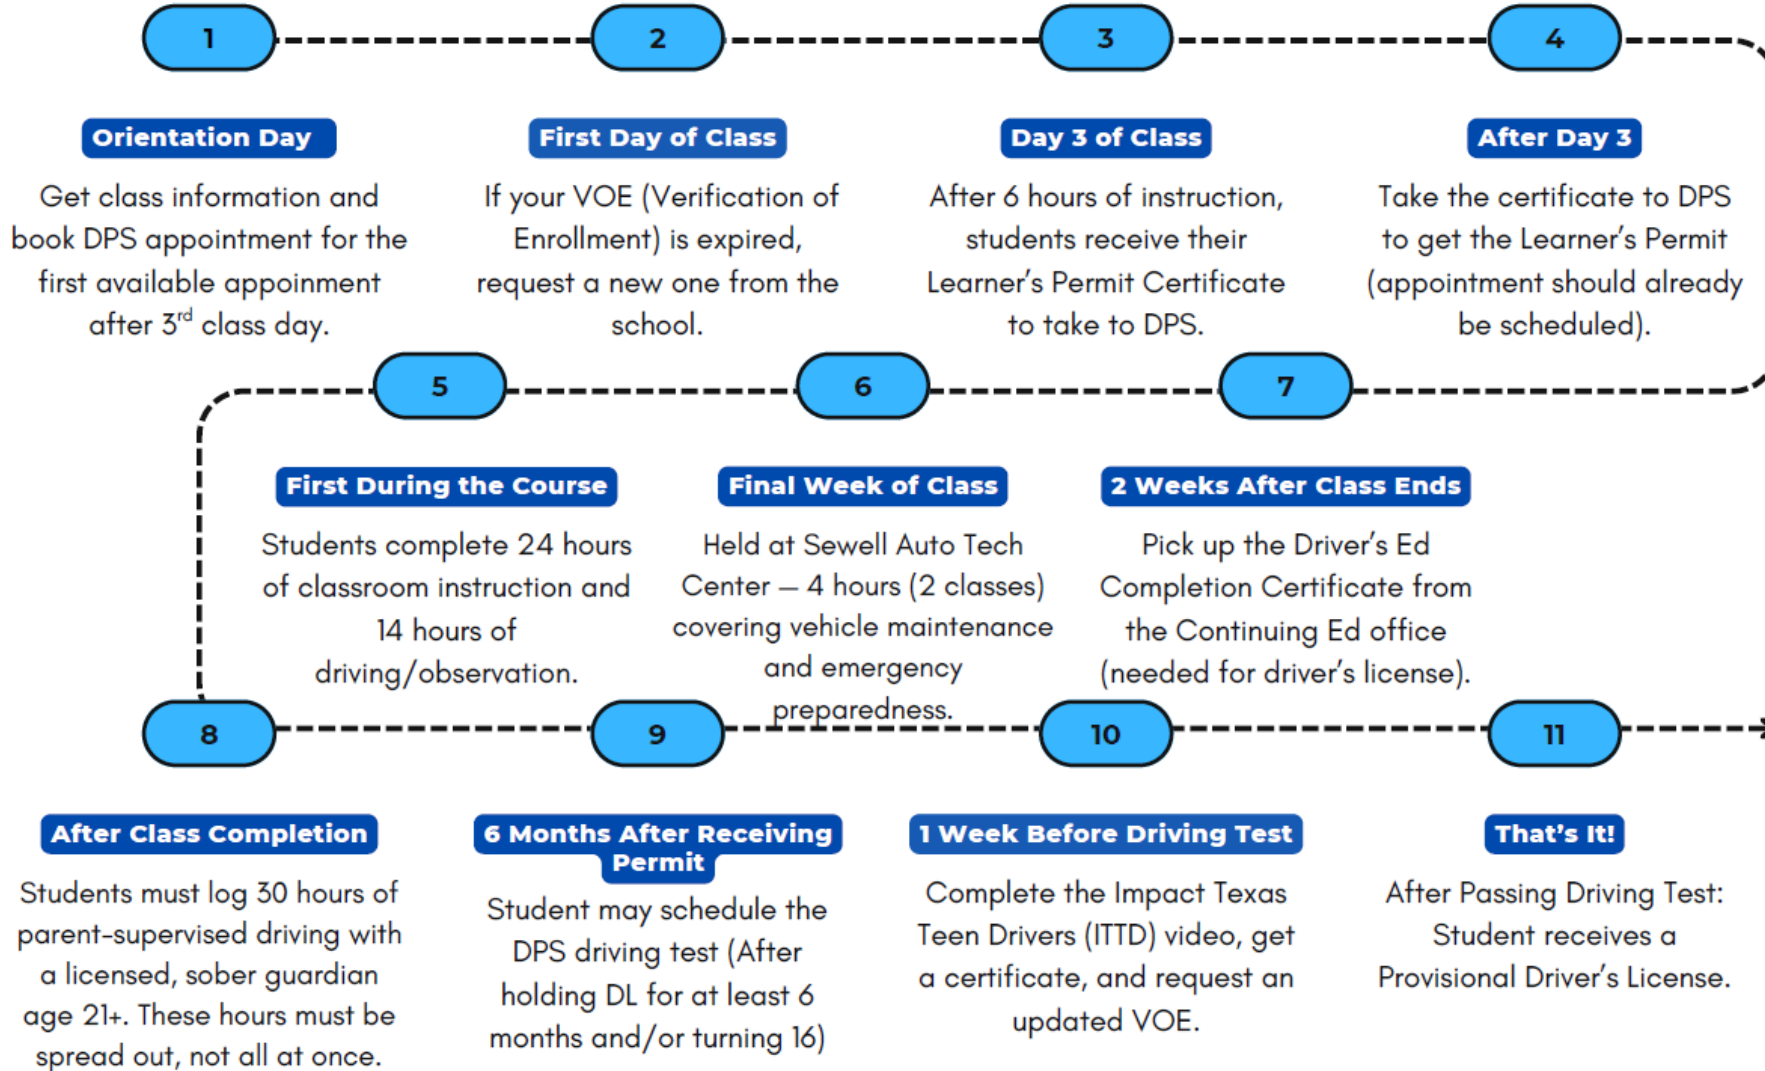 1
2
3
4
Orientation Day
Get class information and
book DPS appointment for the
first available appoinment
after 3rd class day.
First Day of Class
If your VOE (Verification of
Enrollment) is expired,
request a new one from the
school.
Day 3 of Class
After 6 hours of instruction,
students receive their
Learner's Permit Certificate
to take to DPS.
After Day 3
Take the certificate to DPS
to get the Learner's Permit
(appointment should already
be scheduled).
5
6
7
First During the Course
Students complete 24 hours
of classroom instruction and
14 hours of
driving/observation.
Final Week of Class
Held at Sewell Auto Tech
Center – 4 hours (2 classes)
covering vehicle maintenance
and emergency
preparedness.
2 Weeks After Class Ends
Pick up the Driver's Ed
Completion Certificate from
the Continuing Ed office
(needed for driver's license).
8
9
10
11
After Class Completion
Students must log 30 hours of
parent-supervised driving with
a licensed, sober guardian
age 21+. These hours must be
spread out, not all at once.
6 Months After Receiving
Permit
Student may schedule the
DPS driving test (After
holding DL for at least 6
months and/or turning 16)
1 Week Before Driving Test
Complete the Impact Texas
Teen Drivers (ITTD) video, get
a certificate, and request an
updated VOE.
That's It!
After Passing Driving Test:
Student receives a
Provisional Driver's License.